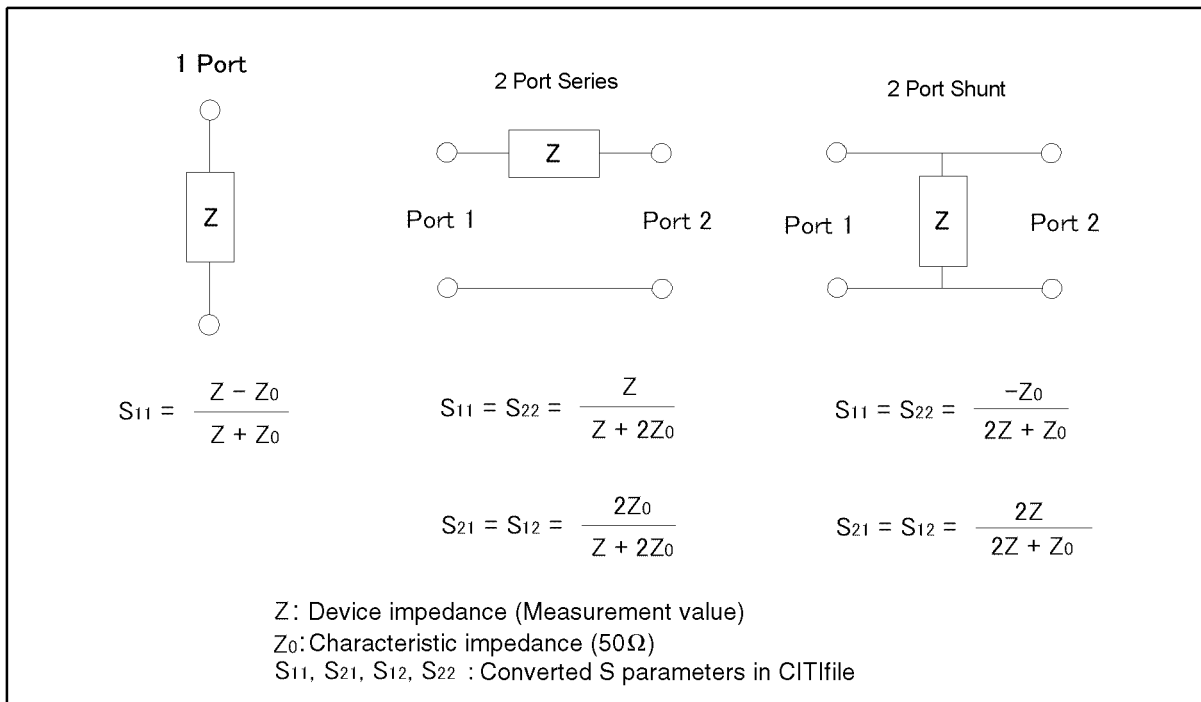 1 Port
2 Port Series
2 Port Shunt
Z
Z
Z
Port 1
Port 2
Port 1
Port 2
S11 = Z − Z0 / Z + Z0
S11 = S22 = Z / Z + 2Z0
S11 = S22 = -Z0 / 2Z + Z0
S21 = S12 = 2Z0 / Z + 2Z0
S21 = S12 = 2Z / 2Z + Z0
Z: Device impedance (Measurement value)
Z0: Characteristic impedance (50Ω)
S11, S21, S12, S22 : Converted S parameters in CITIfile